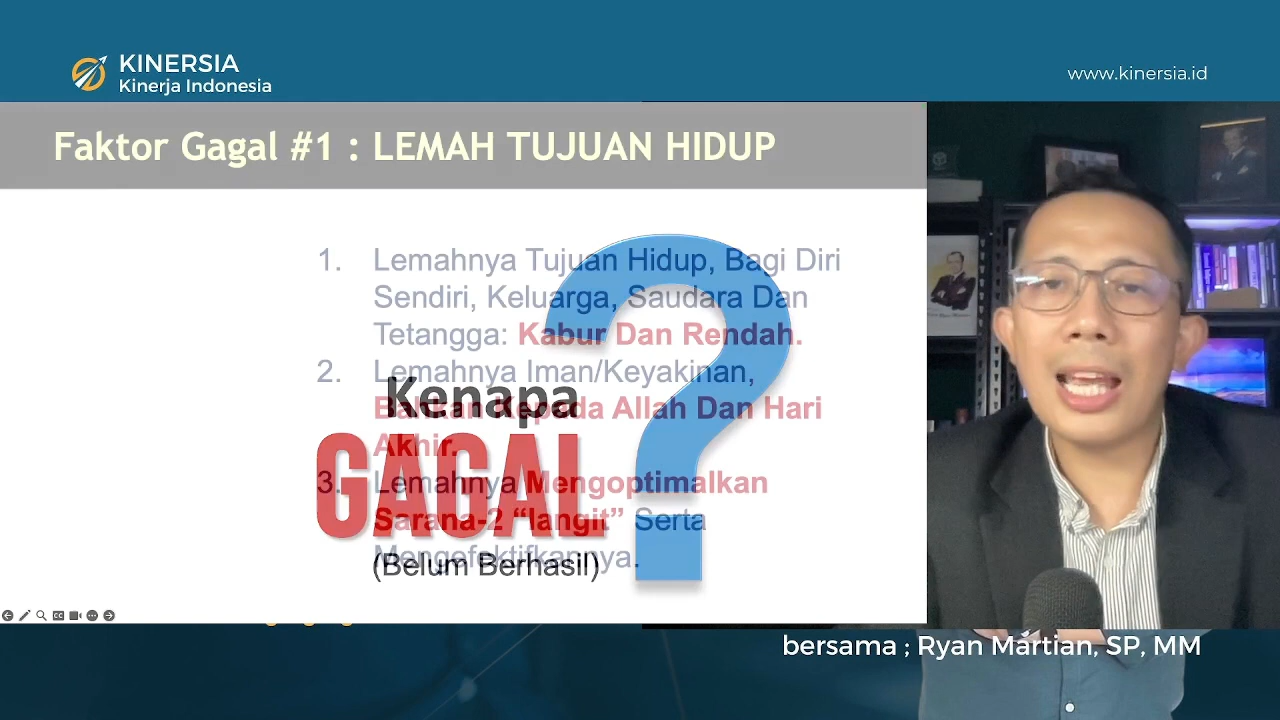 KINERSIA
Kinerja Indonesia
www.kinersia.id
Faktor Gagal #1 : LEMAH TUJUAN HIDUP
1. Lemahnya Tujuan Hidup, Bagi Diri
Sendiri, Keluarga, Saudara Dan
Tetangga: Kabur Dan Rendah.
2. Lemahnya Iman/Keyakinan,
Bahkan Kepada Allah Dan Hari
Akhir.
3. Lemahnya Mengoptimalkan
Sarana-2 “langit” Serta
Mengefektifkannya.
Kenapa
GAGAL?
(Belum Berhasil)
bersama ; Ryan Martian, SP, MM